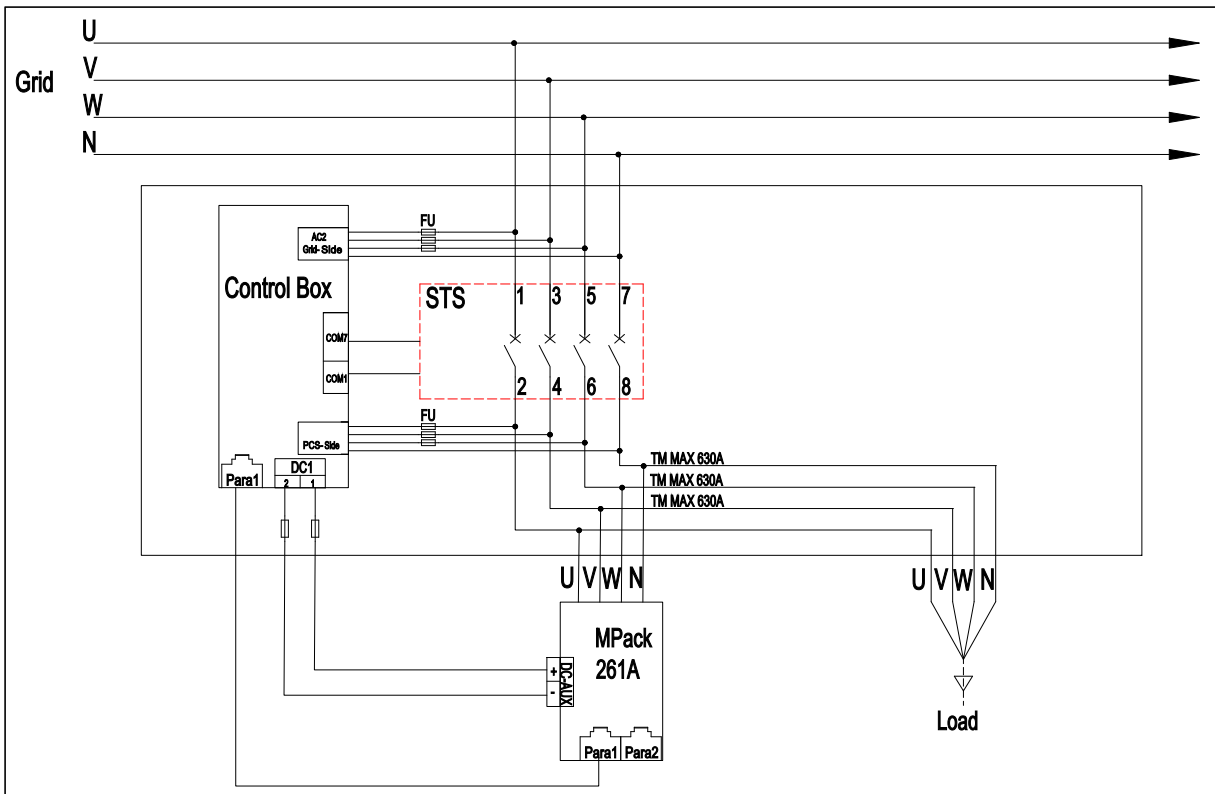 U
V
Grid
W
N
FU
AC2
Grid-Side
Control Box
STS
1 3 5 7
COM7
COM1
2 4 6 8
FU
PCS-Side
TM MAX 630A
DC1
Para1
2 1
TM MAX 630A
TM MAX 630A
U V W N
U V W N
MPack
261A
+
-
DC-AUX
Load
Para1 Para2